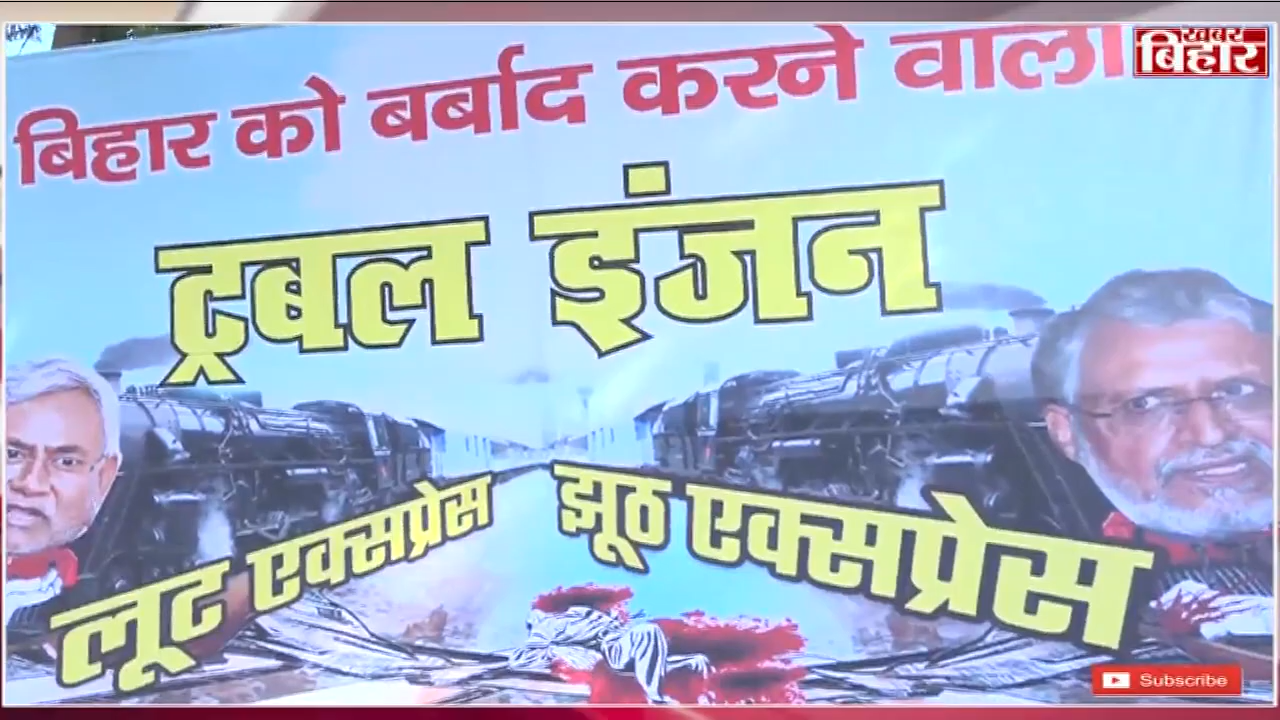 बिहार को बर्बाद करने वाला
खबर
बिहार
ट्रबल इंजन
लूट एक्सप्रेस
झूठ एक्सप्रेस
Subscribe